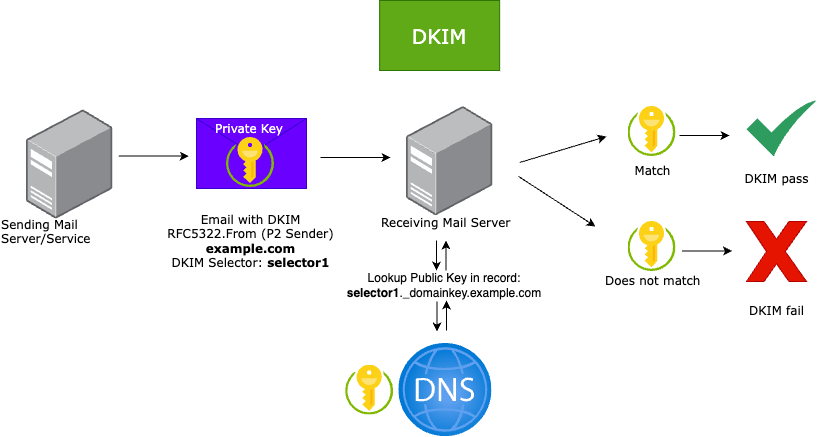 DKIM
Private Key
Sending Mail
Server/Service
Email with DKIM
RFC5322.From (P2 Sender)
example.com
DKIM Selector: selector1
Receiving Mail Server
Lookup Public Key in record:
selector1._domainkey.example.com
DNS
Match
DKIM pass
Does not match
DKIM fail